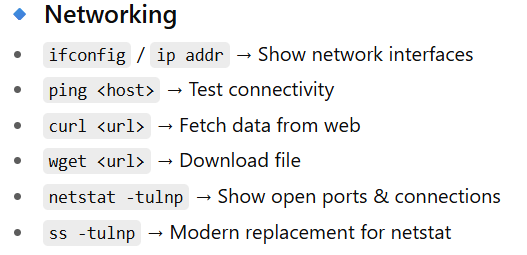 Networking
ifconfig / ip addr → Show network interfaces
ping <host> → Test connectivity
curl <url> → Fetch data from web
wget <url> → Download file
netstat -tulnp → Show open ports & connections
ss -tulnp → Modern replacement for netstat